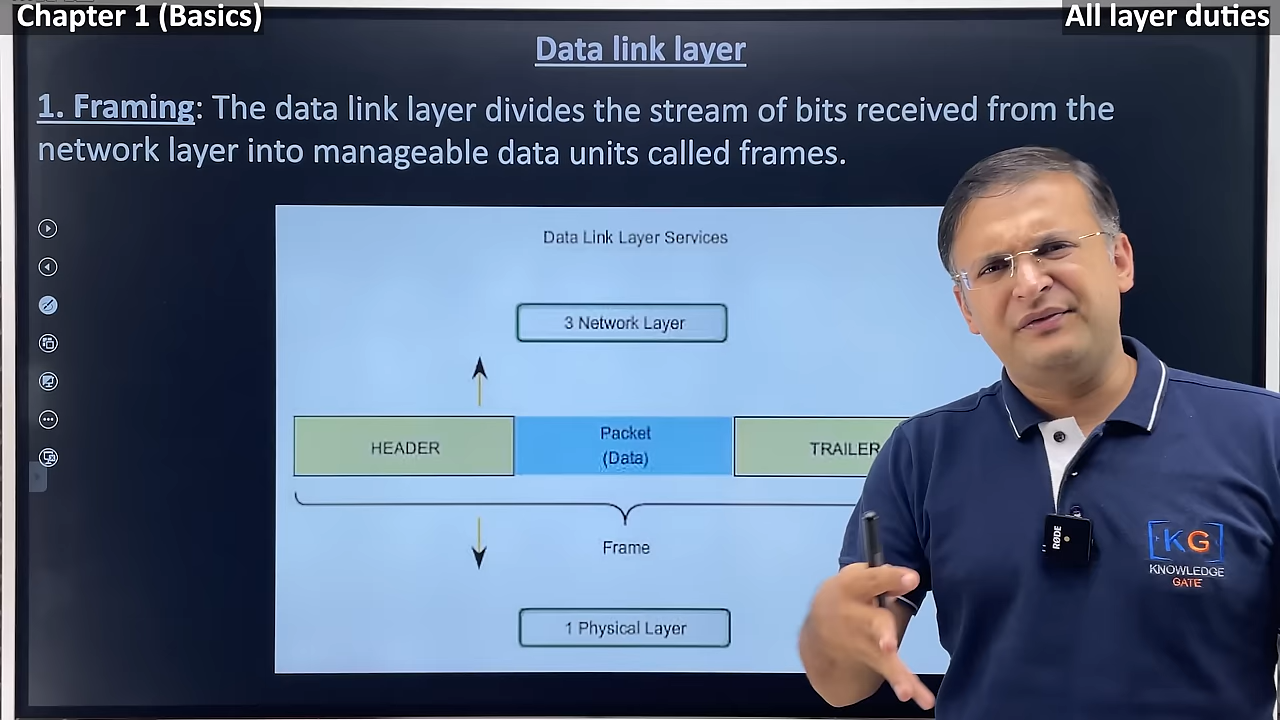 Chapter 1 (Basics)
All layer duties
Data link layer
1. Framing: The data link layer divides the stream of bits received from the
network layer into manageable data units called frames.
Data Link Layer Services
3 Network Layer
HEADER
Packet
(Data)
TRAILER
Frame
1 Physical Layer
RØDE
KG
KNOWLEDGE
GATE